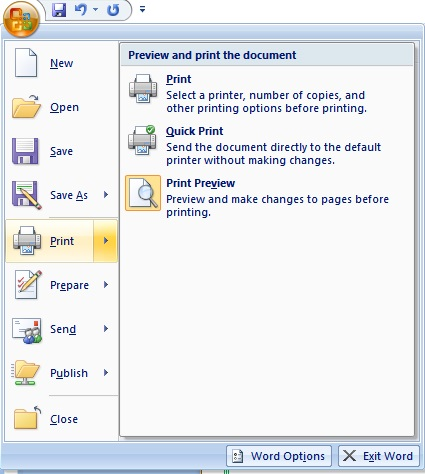 Preview and print the document
New
Open
Save
Save As
Print
Prepare
Send
Publish
Close
Print
Select a printer, number of copies, and
other printing options before printing.
Quick Print
Send the document directly to the default
printer without making changes.
Print Preview
Preview and make changes to pages before
printing.
Word Options
Exit Word